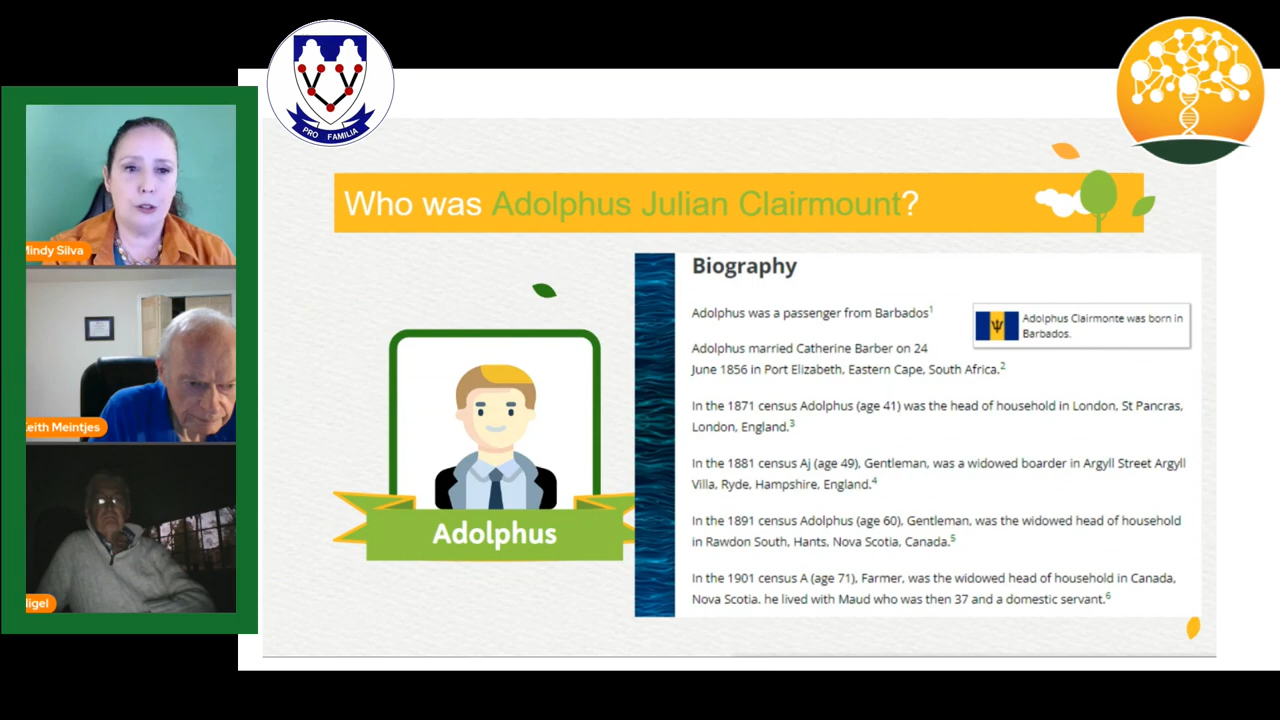 PRO FAMILIA
Mindy Silva
Keith Meintjes
Nigel
Who was Adolphus Julian Clairmount?
Adolphus
Biography
Adolphus was a passenger from Barbados1
Adolphus Clairmonte was born in
Barbados.
Adolphus married Catherine Barber on 24
June 1856 in Port Elizabeth, Eastern Cape, South Africa.2
In the 1871 census Adolphus (age 41) was the head of household in London, St Pancras,
London, England.3
In the 1881 census Aj (age 49), Gentleman, was a widowed boarder in Argyll Street Argyll
Villa, Ryde, Hampshire, England.4
In the 1891 census Adolphus (age 60), Gentleman, was the widowed head of household
in Rawdon South, Hants, Nova Scotia, Canada.5
In the 1901 census A (age 71), Farmer, was the widowed head of household in Canada,
Nova Scotia. he lived with Maud who was then 37 and a domestic servant.6